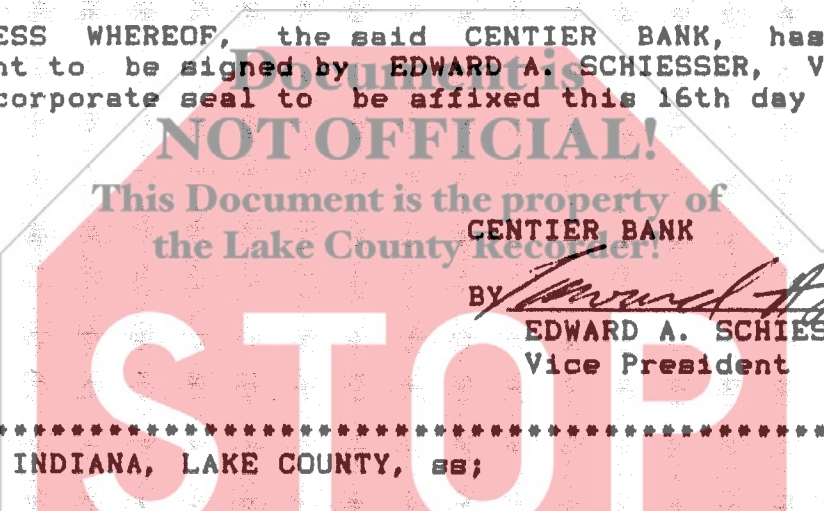 ESS WHEREOF, the said CENTIER BANK, has
nt to be signed by EDWARD A. SCHIESSER, V
corporate seal to be affixed this 16th day
Document is
NOT OFFICIAL!
This Document is the property of
the Lake County Recorder!
CENTIER BANK
BY
EDWARD A. SCHIES
Vice President
STOP
**********************************************
INDIANA, LAKE COUNTY, ss;